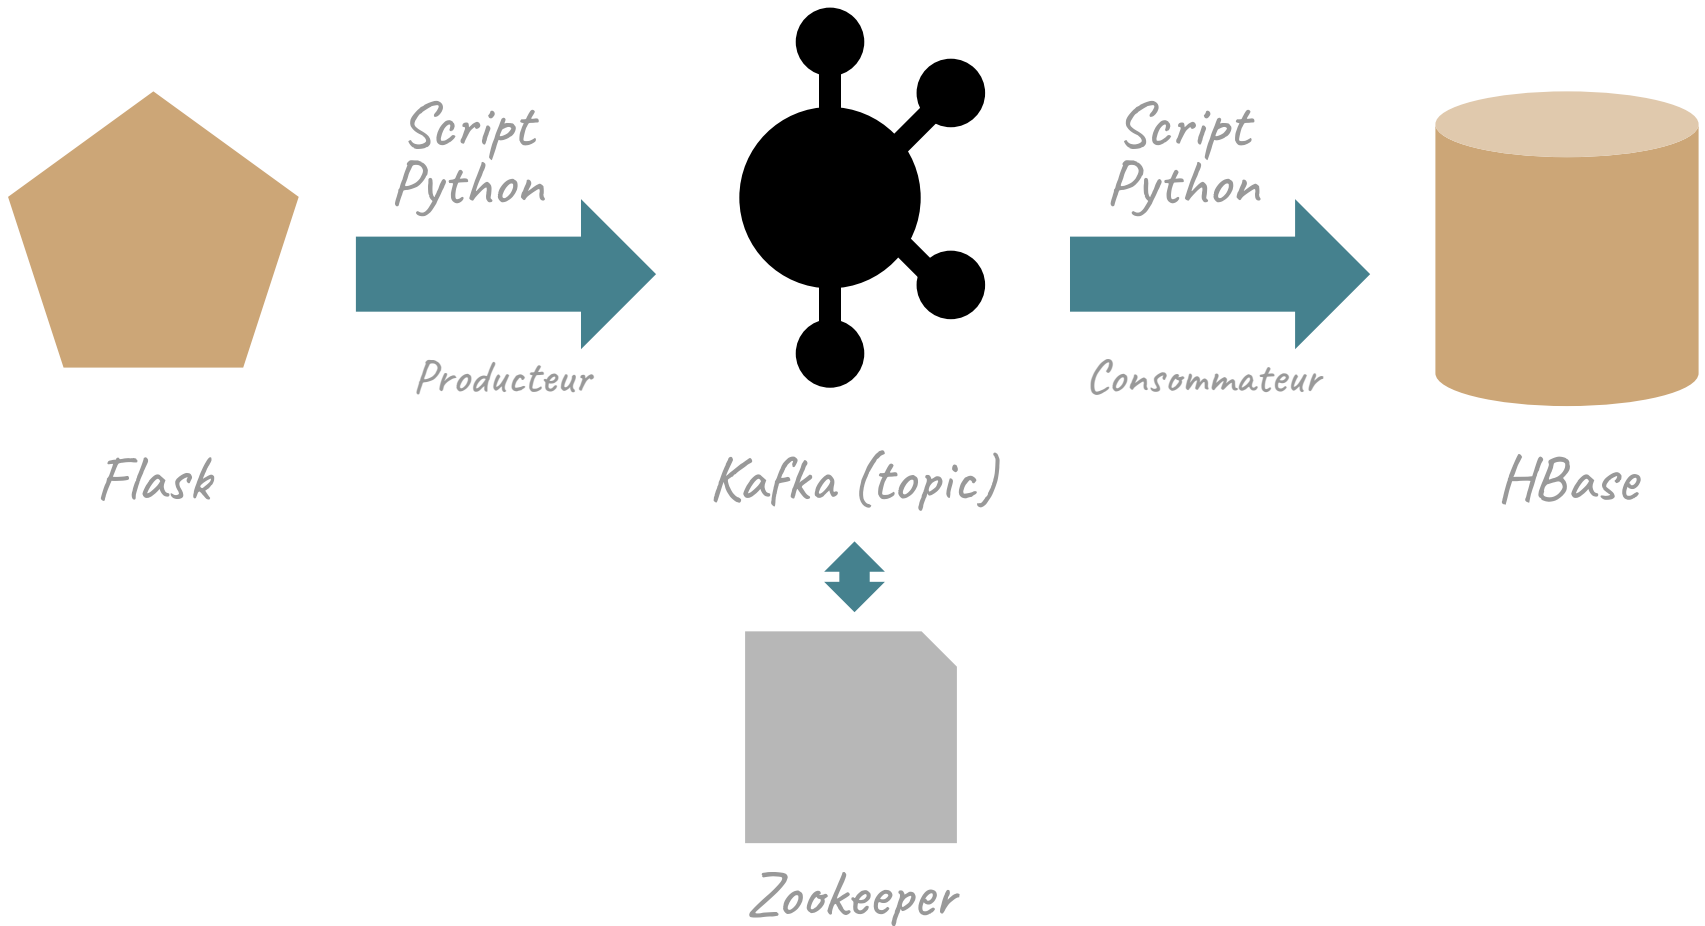 Script
Python
Producteur
Script
Python
Consommateur
Flask
Kafka (topic)
HBase
Zookeeper